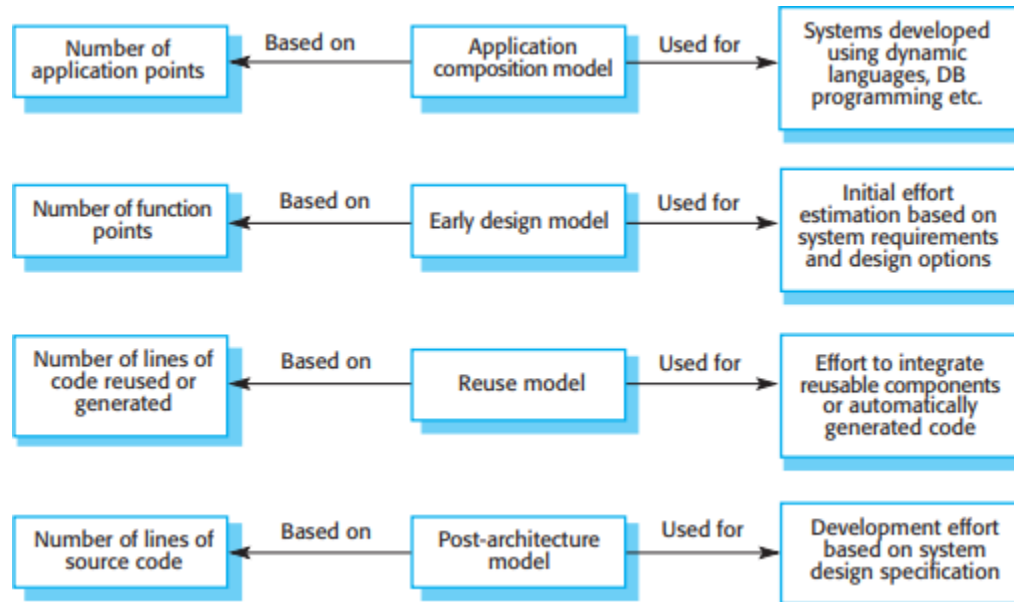 Number of
application points
Based on
Application
composition model
Used for
Systems developed
using dynamic
languages, DB
programming etc.
Number of function
points
Based on
Early design model
Used for
Initial effort
estimation based on
system requirements
and design options
Number of lines of
code reused or
generated
Based on
Reuse model
Used for
Effort to integrate
reusable components
or automatically
generated code
Number of lines of
source code
Based on
Post-architecture
model
Used for
Development effort
based on system
design specification